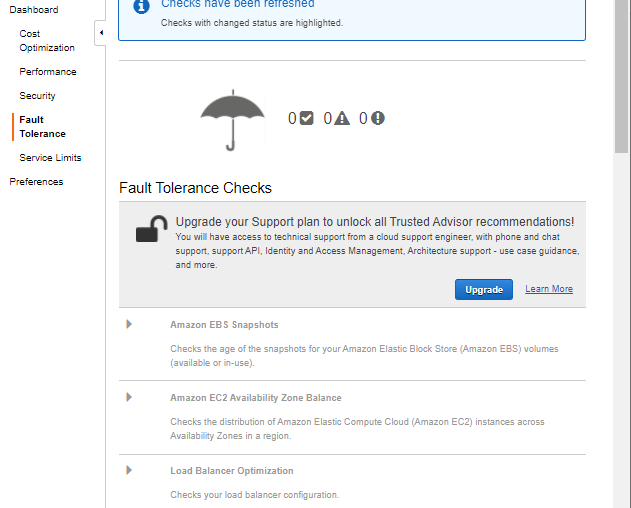 Dashboard
Cost
Optimization
Performance
Security
Fault
Tolerance
Service Limits
Preferences
Checks have been refreshed
Checks with changed status are highlighted.
0 0 0
Fault Tolerance Checks
Upgrade your Support plan to unlock all Trusted Advisor recommendations!
You will have access to technical support from a cloud support engineer, with phone and chat
support, support API, Identity and Access Management, Architecture support - use case guidance,
and more.
Upgrade Learn More
Amazon EBS Snapshots
Checks the age of the snapshots for your Amazon Elastic Block Store (Amazon EBS) volumes
(available or in-use).
Amazon EC2 Availability Zone Balance
Checks the distribution of Amazon Elastic Compute Cloud (Amazon EC2) instances across
Availability Zones in a region.
Load Balancer Optimization
Checks your load balancer configuration.